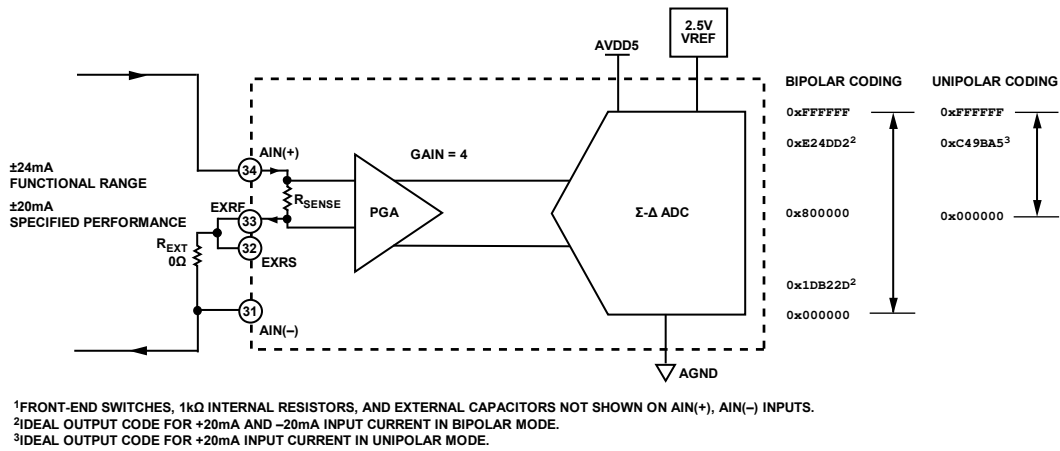 2.5V
VREF
AVDD5
BIPOLAR CODING
UNIPOLAR CODING
0xFFFFFF
0xFFFFFF
0xE24DD2²
0xC49BA5³
AIN(+)
34
GAIN = 4
±24mA
FUNCTIONAL RANGE
±20mA
SPECIFIED PERFORMANCE
R_SENSE
EXRF
33
PGA
Σ-Δ ADC
0x800000
0x000000
R_EXT
0Ω
32
EXRS
0x1DB22D²
31
AIN(–)
0x000000
AGND
¹FRONT-END SWITCHES, 1kΩ INTERNAL RESISTORS, AND EXTERNAL CAPACITORS NOT SHOWN ON AIN(+), AIN(–) INPUTS.
²IDEAL OUTPUT CODE FOR +20mA AND –20mA INPUT CURRENT IN BIPOLAR MODE.
³IDEAL OUTPUT CODE FOR +20mA INPUT CURRENT IN UNIPOLAR MODE.